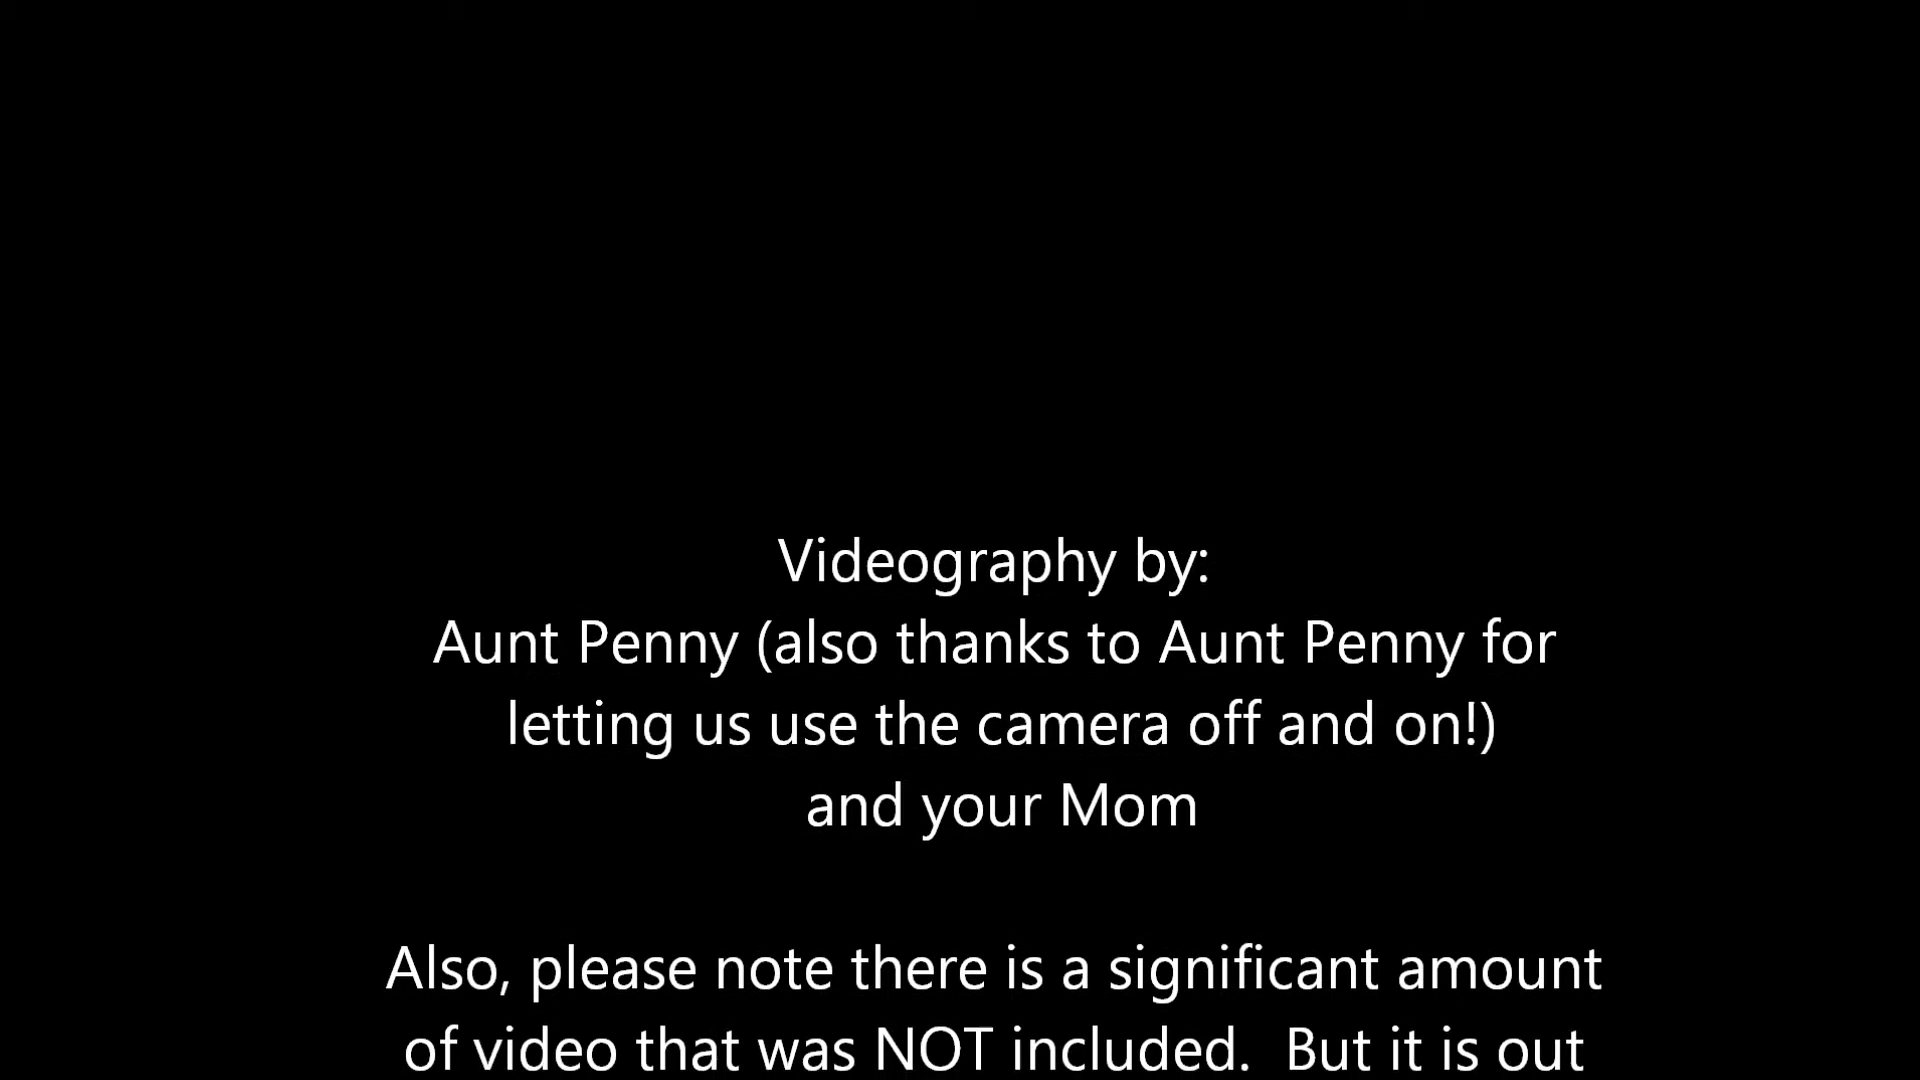 Videography by:
Aunt Penny (also thanks to Aunt Penny for
letting us use the camera off and on!)
and your Mom
Also, please note there is a significant amount
of video that was NOT included.  But it is out